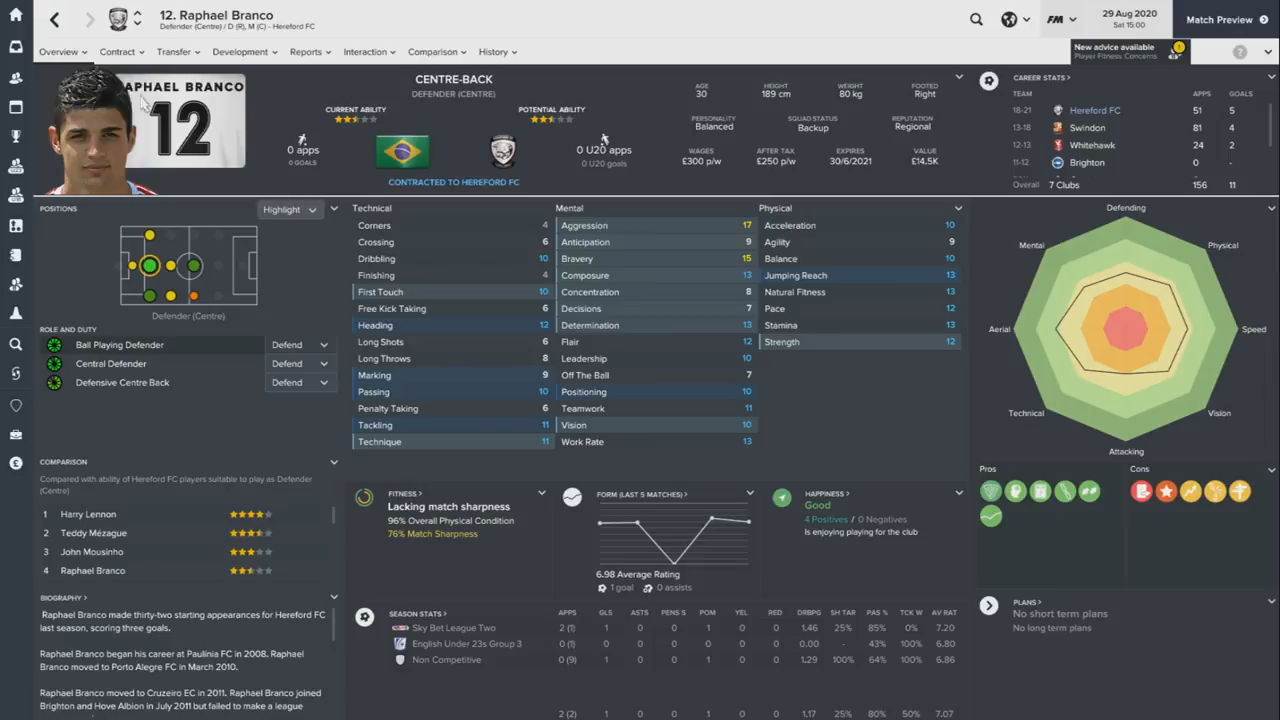 12. Raphael Branco
Defender (Centre) / D (R), M (C) - Hereford FC
FM
29 Aug 2020
Sat 15:00
Match Preview
Overview
Contract
Transfer
Development
Reports
Interaction
Comparison
History
New advice available
Player Fitness Concerns
1
?
APHAEL BRANCO
12
CENTRE-BACK
DEFENDER (CENTRE)
CURRENT ABILITY
POTENTIAL ABILITY
0 apps
0 GOALS
0 U20 apps
0 U20 goals
CONTRACTED TO HEREFORD FC
AGE
30
HEIGHT
189 cm
WEIGHT
80 kg
FOOTED
Right
PERSONALITY
Balanced
SQUAD STATUS
Backup
REPUTATION
Regional
WAGES
£300 p/w
AFTER TAX
£250 p/w
EXPIRES
30/6/2021
VALUE
£14.5K
CAREER STATS >
TEAM APPS GOALS
18-21 Hereford FC 51 5
13-18 Swindon 81 4
12-13 Whitehawk 24 2
11-12 Brighton 0 -
Overall 7 Clubs 156 11
POSITIONS
Highlight
Defender (Centre)
ROLE AND DUTY
Ball Playing Defender Defend
Central Defender Defend
Defensive Centre Back Defend
Technical
Corners 4
Crossing 6
Dribbling 10
Finishing 4
First Touch 10
Free Kick Taking 6
Heading 12
Long Shots 6
Long Throws 8
Marking 9
Passing 10
Penalty Taking 6
Tackling 11
Technique 11
Mental
Aggression 17
Anticipation 9
Bravery 15
Composure 13
Concentration 8
Decisions 7
Determination 13
Flair 12
Leadership 10
Off The Ball 7
Positioning 10
Teamwork 11
Vision 10
Work Rate 13
Physical
Acceleration 10
Agility 9
Balance 10
Jumping Reach 13
Natural Fitness 13
Pace 12
Stamina 13
Strength 12
Defending
Mental
Physical
Aerial
Speed
Technical
Vision
Attacking
COMPARISON
Compared with ability of Hereford FC players suitable to play as Defender
(Centre)
1 Harry Lennon
2 Teddy Mézague
3 John Mousinho
4 Raphael Branco
FITNESS >
Lacking match sharpness
96% Overall Physical Condition
76% Match Sharpness
FORM (LAST 5 MATCHES) >
6.98 Average Rating
1 goal 0 assists
HAPPINESS >
Good
4 Positives / 0 Negatives
Is enjoying playing for the club
Pros
Cons
BIOGRAPHY >
Raphael Branco made thirty-two starting appearances for Hereford FC
last season, scoring three goals.
Raphael Branco began his career at Paulínia FC in 2008. Raphael
Branco moved to Porto Alegre FC in March 2010.
Raphael Branco moved to Cruzeiro EC in 2011. Raphael Branco joined
Brighton and Hove Albion in July 2011 but failed to make a league
SEASON STATS > APPS GLS ASTS PENS S POM YEL RED DRBPG SH TAR PAS % TCK W AV RAT
Sky Bet League Two 2 (1) 1 0 0 1 0 0 1.46 25% 85% 0% 7.20
English Under 23s Group 3 0 (1) 0 0 0 0 0 0 0.00 - 43% 100% 6.80
Non Competitive 0 (9) 1 0 0 1 0 0 1.29 100% 64% 100% 6.86
2 (2) 1 0 0 1 0 0 1.17 25% 80% 50% 7.07
PLANS >
No short term plans
No long term plans